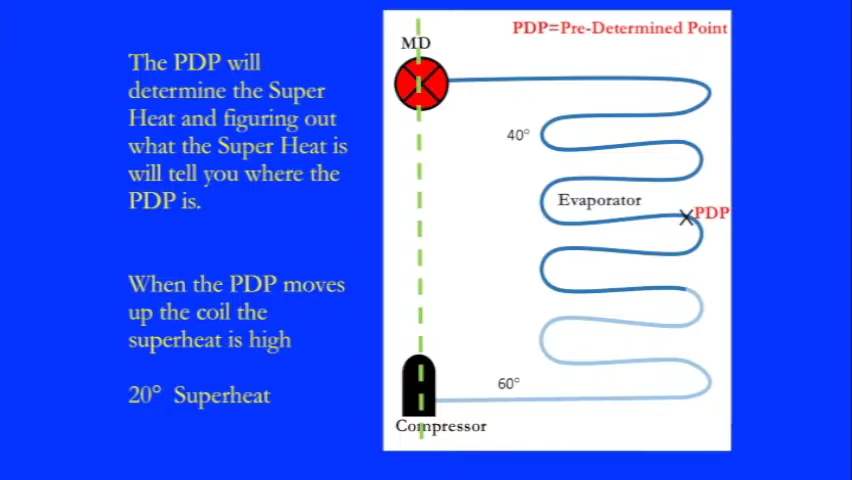 The PDP will
determine the Super
Heat and figuring out
what the Super Heat is
will tell you where the
PDP is.
When the PDP moves
up the coil the
superheat is high
20° Superheat
PDP=Pre-Determined Point
MD
40°
Evaporator
PDP
60°
Compressor